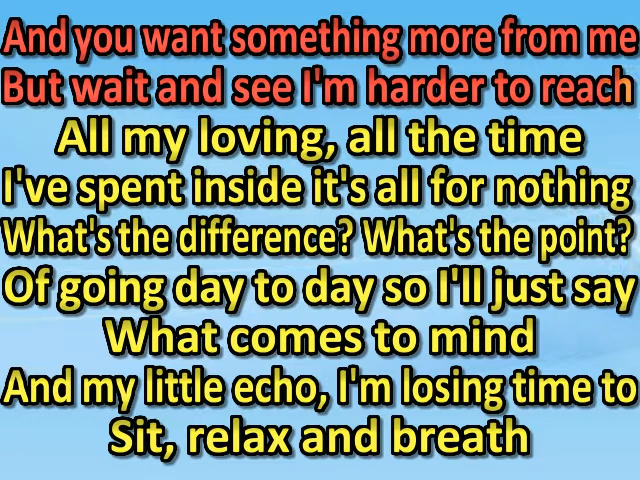 And you want something more from me
But wait and see I'm harder to reach
All my loving, all the time
I've spent inside it's all for nothing
What's the difference? What's the point?
Of going day to day so I'll just say
What comes to mind
And my little echo, I'm losing time to
Sit, relax and breath